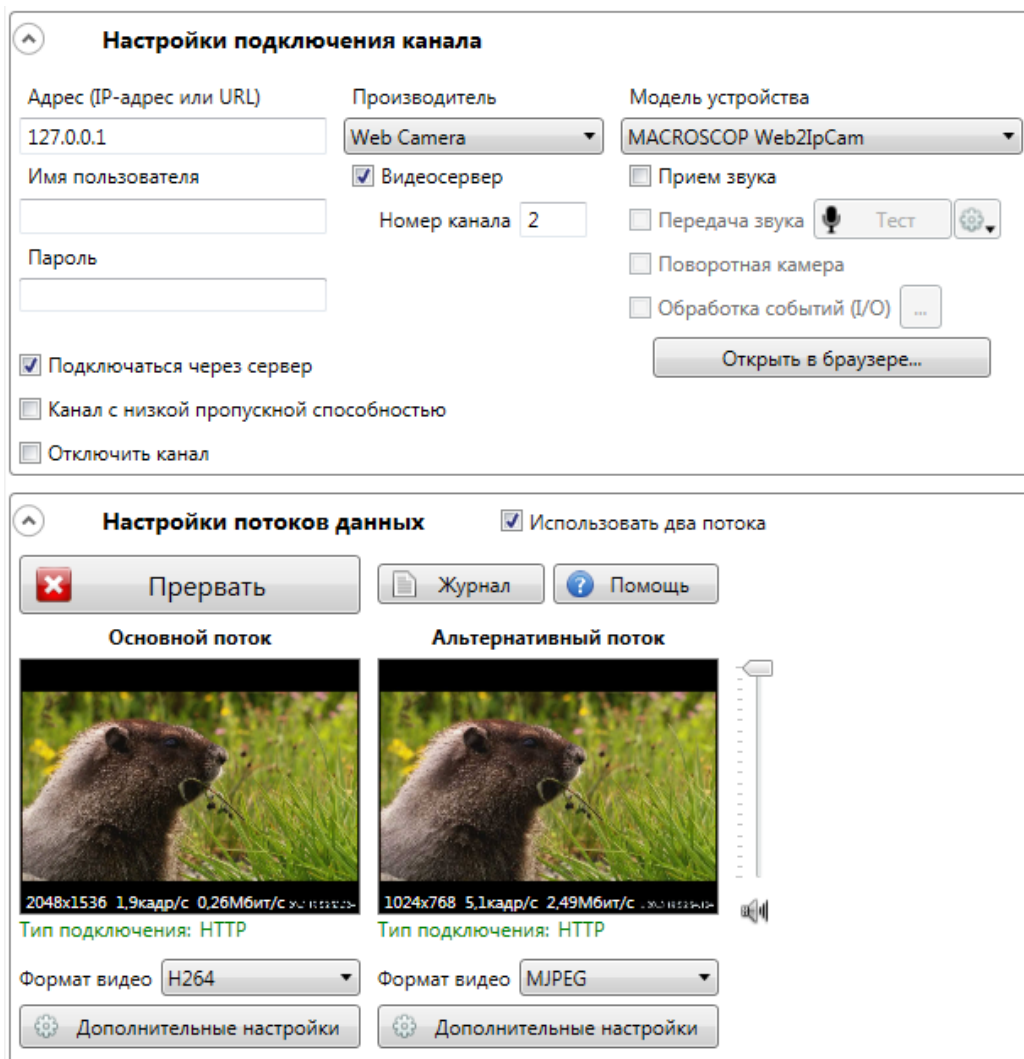 Настройки подключения канала
Адрес (IP-адрес или URL) Производитель Модель устройства
127.0.0.1 Web Camera MACROSCOP Web2IpCam
Имя пользователя Видеосервер Прием звука
Номер канала 2 Передача звука Тест
Пароль Поворотная камера
Обработка событий (I/O) ...
Подключаться через сервер Открыть в браузере...
Канал с низкой пропускной способностью
Отключить канал
Настройки потоков данных Использовать два потока
Прервать Журнал Помощь
Основной поток Альтернативный поток
2048x1536 1,9кадр/с 0,26Мбит/с 1024x768 5,1кадр/с 2,49Мбит/с
Тип подключения: HTTP Тип подключения: HTTP
Формат видео H264 Формат видео MJPEG
Дополнительные настройки Дополнительные настройки